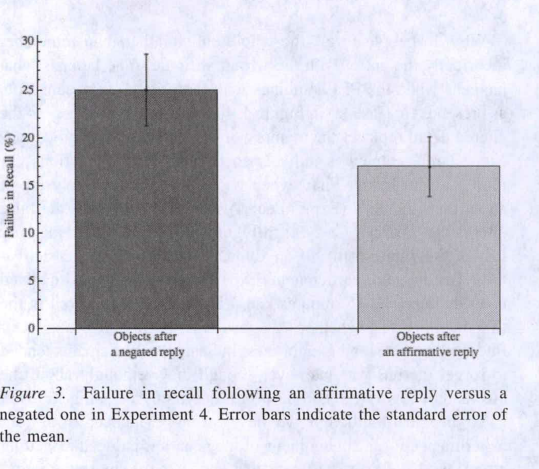 30
25
20
15
10
5
0
Failure in Recall (%)
Objects after
a negated reply
Objects after
an affirmative reply
Figure 3. Failure in recall following an affirmative reply versus a
negated one in Experiment 4. Error bars indicate the standard error of
the mean.